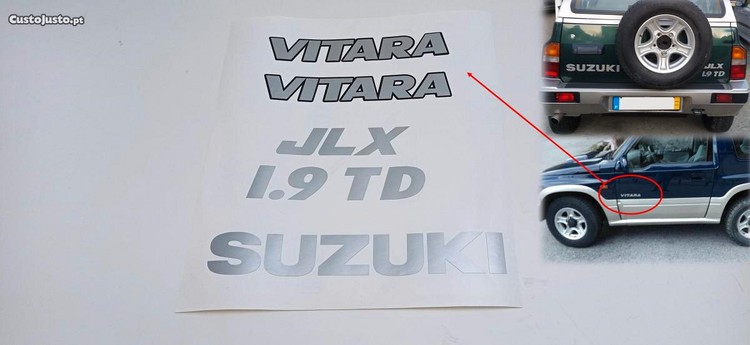 CustoJusto.pt
VITARA
VITARA
JLX
1.9 TD
SUZUKI
SUZUKI
JLX
1.9 TD
VITARA